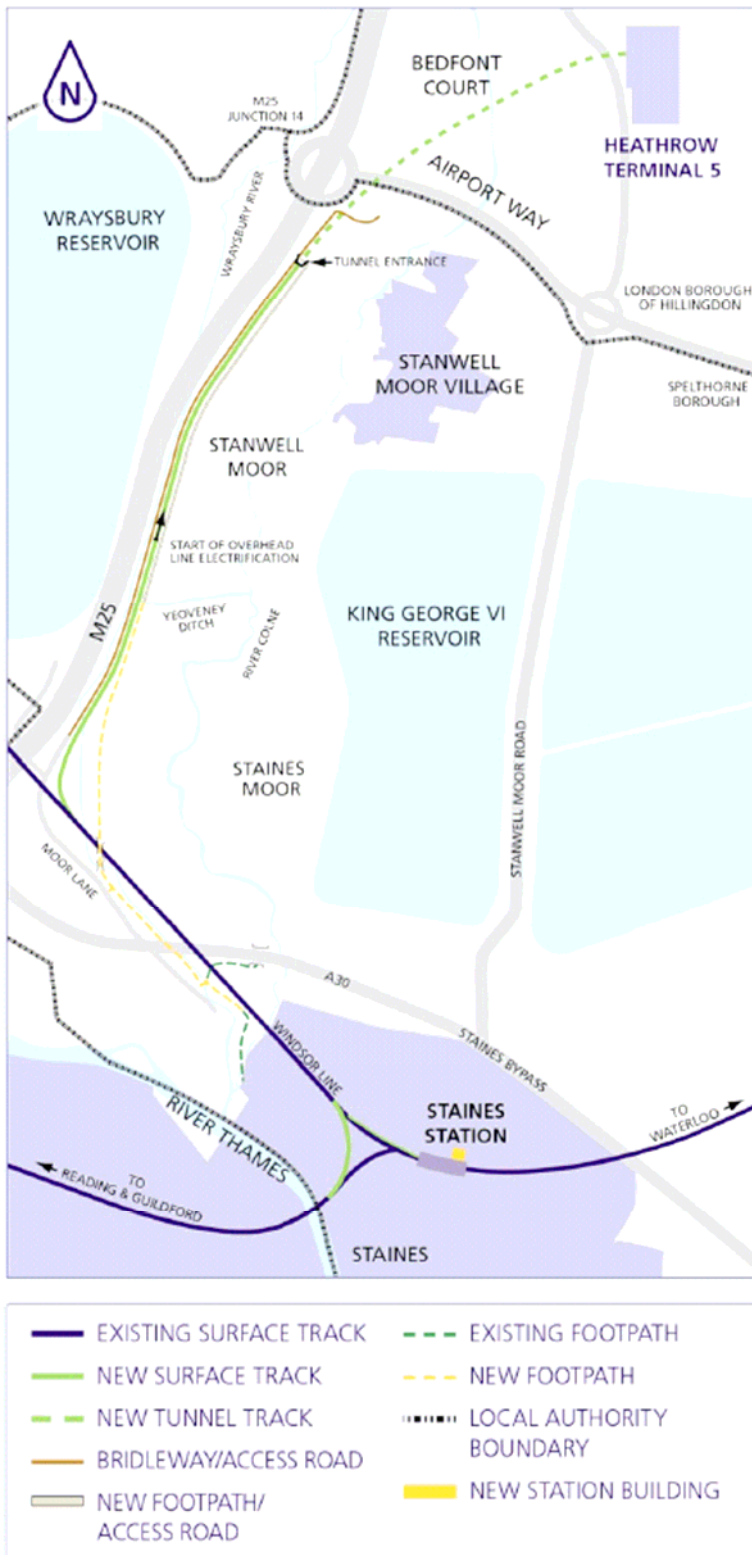 BEDFONT
COURT
N
M25
JUNCTION 14
HEATHROW
TERMINAL 5
AIRPORT WAY
WRAYSBURY
RESERVOIR
WRAYSBURY RIVER
TUNNEL ENTRANCE
LONDON BOROUGH
OF HILLINGDON
STANWELL
MOOR VILLAGE
SPELTHORNE
BOROUGH
STANWELL
MOOR
START OF OVERHEAD
LINE ELECTRIFICATION
M25
YEOVENEY
DITCH
RIVER COLNE
KING GEORGE VI
RESERVOIR
STAINES
MOOR
STANWELL MOOR ROAD
MOOR LANE
A30
STAINES BYPASS
WINDSOR LINE
RIVER THAMES
STAINES
STATION
TO
WATERLOO
TO
READING & GUILDFORD
STAINES
EXISTING SURFACE TRACK
NEW SURFACE TRACK
NEW TUNNEL TRACK
BRIDLEWAY/ACCESS ROAD
NEW FOOTPATH/
ACCESS ROAD
EXISTING FOOTPATH
NEW FOOTPATH
LOCAL AUTHORITY
BOUNDARY
NEW STATION BUILDING